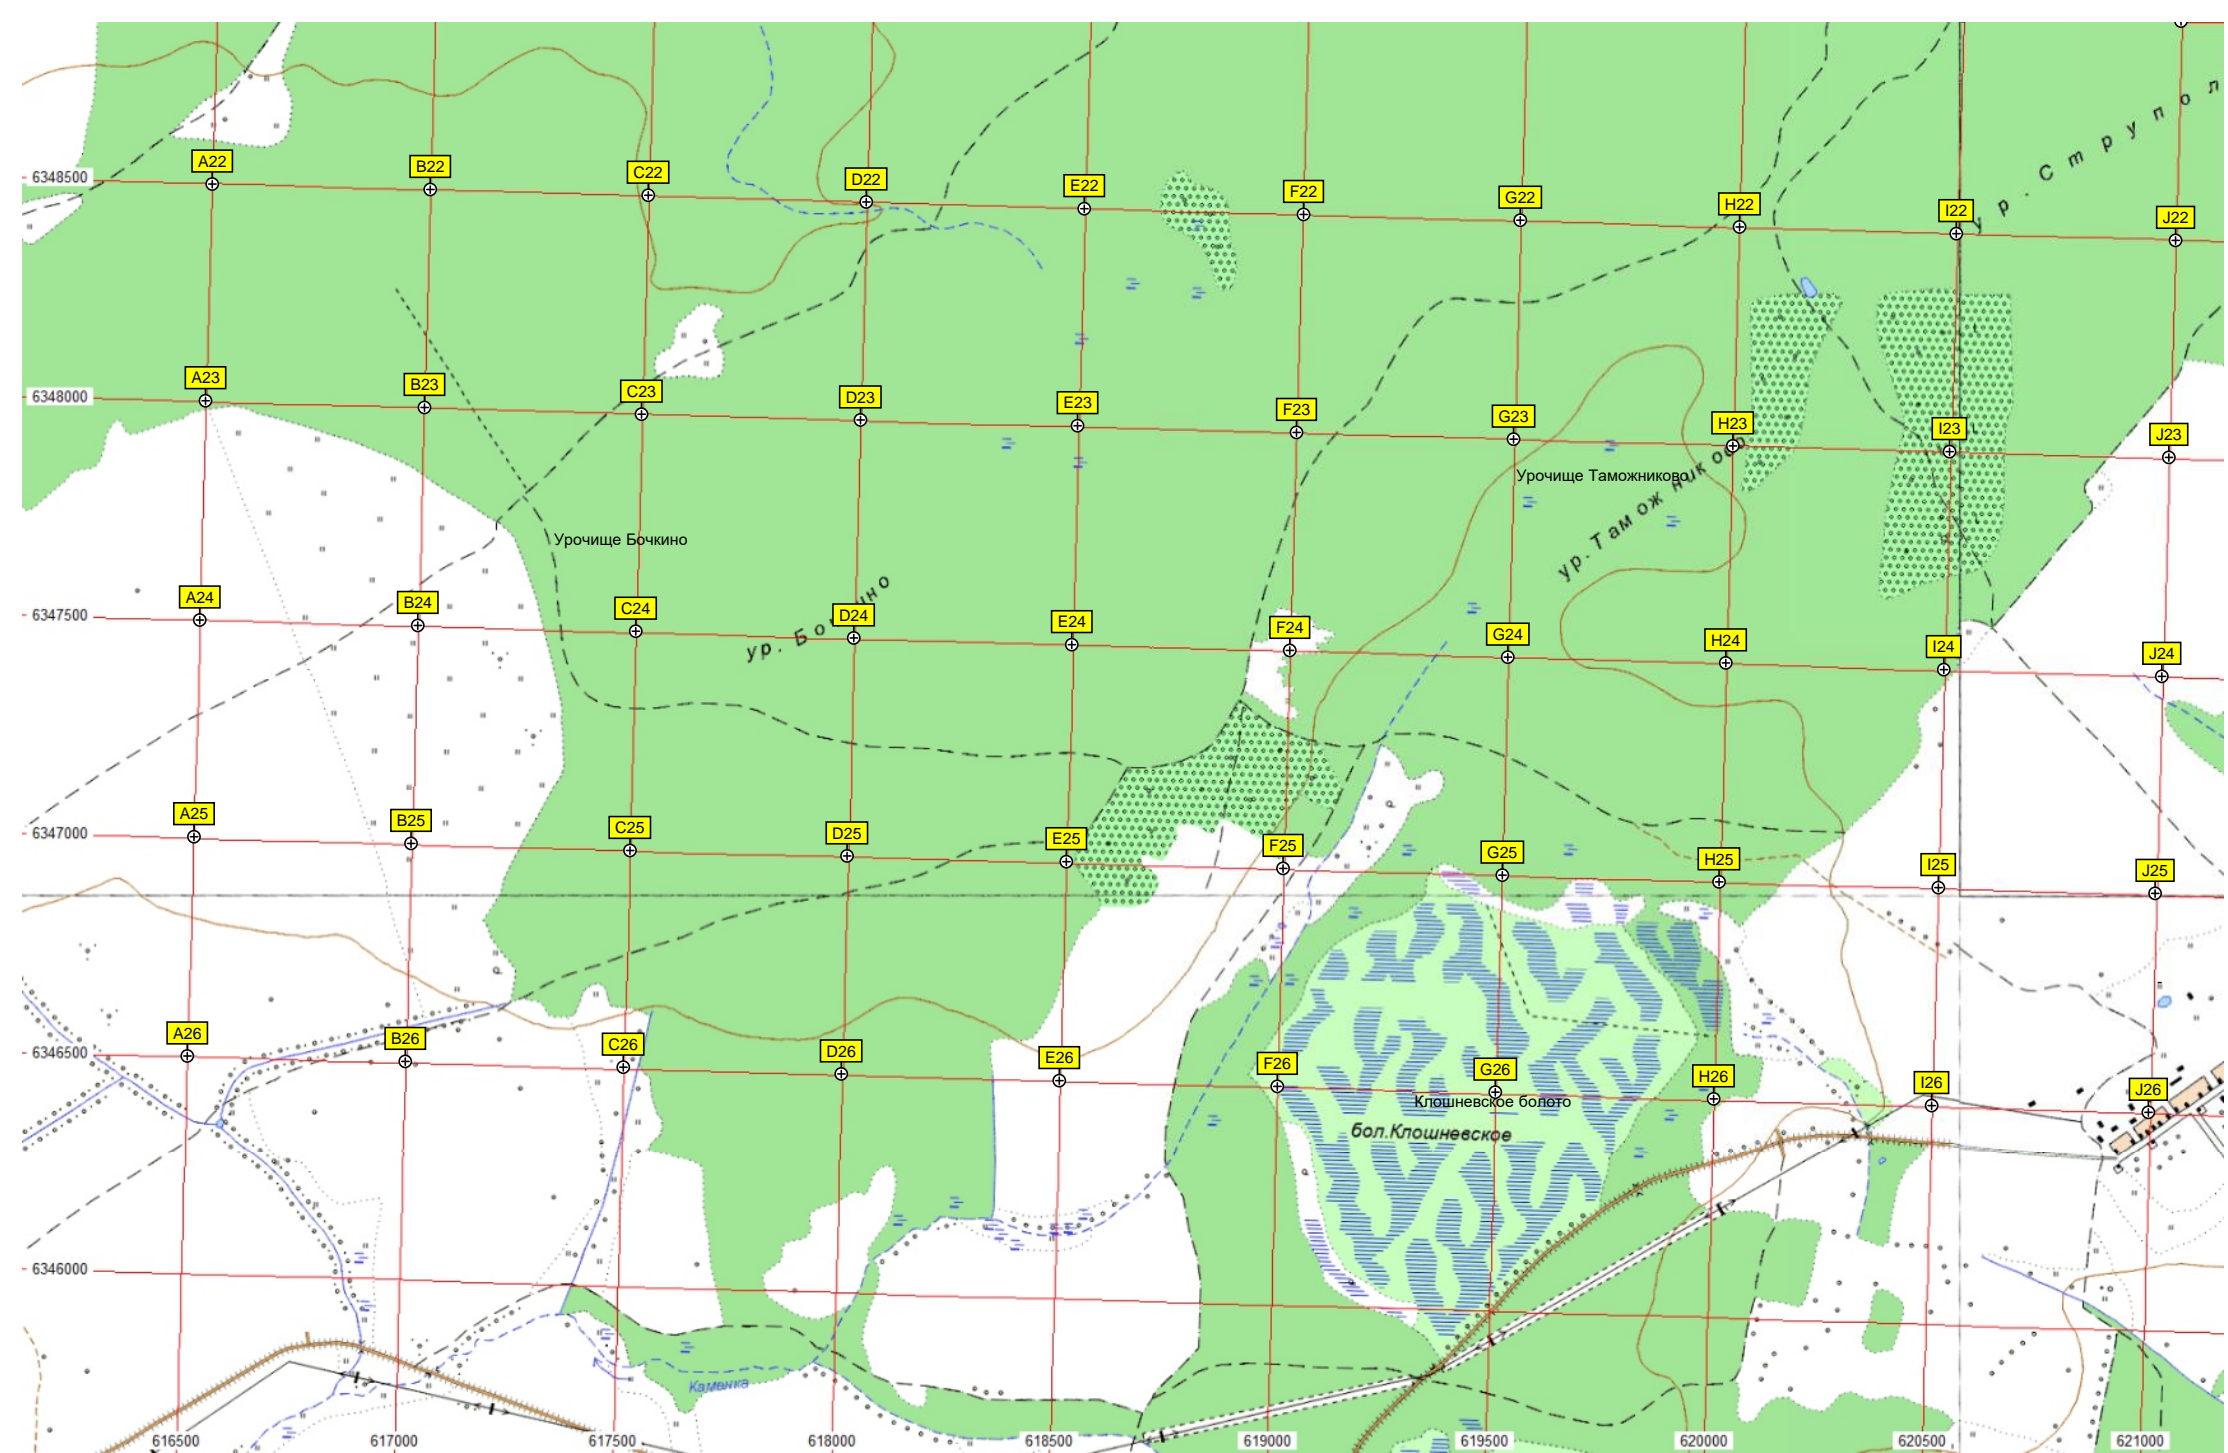 ур. Струпол
A22 B22 C22 D22 E22 F22 G22 H22 I22 J22
6348500
A23 B23 C23 D23 E23 F23 G23 H23 I23 J23
6348000
Урочище Таможниково
ур. Таможниково
Урочище Бочкино
ур. Бочкино
A24 B24 C24 D24 E24 F24 G24 H24 I24 J24
6347500
A25 B25 C25 D25 E25 F25 G25 H25 I25 J25
6347000
A26 B26 C26 D26 E26 F26 G26 H26 I26 J26
6346500
Клошневское болото
бол.Клошневское
6346000
Каменка
616500 617000 617500 618000 618500 619000 619500 620000 620500 621000